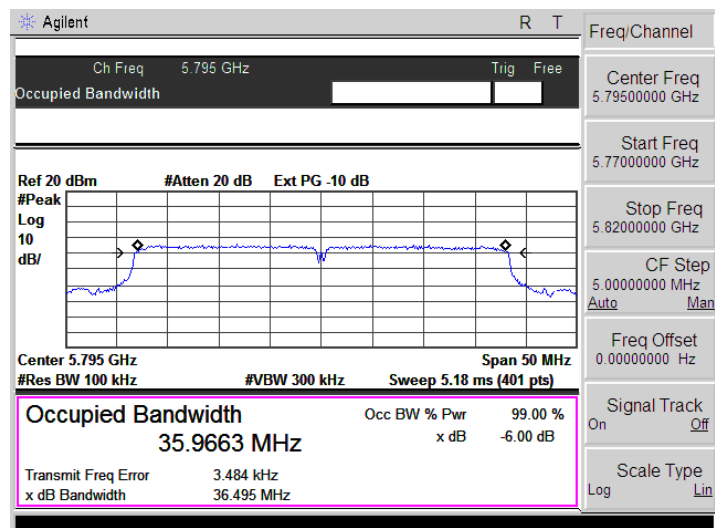 Agilent R T
Ch Freq 5.795 GHz Trig Free
Occupied Bandwidth
Ref 20 dBm #Atten 20 dB Ext PG -10 dB
#Peak
Log
10
dB/
Center 5.795 GHz Span 50 MHz
#Res BW 100 kHz #VBW 300 kHz Sweep 5.18 ms (401 pts)
Occupied Bandwidth Occ BW % Pwr 99.00 %
35.9663 MHz x dB -6.00 dB
Transmit Freq Error 3.484 kHz
x dB Bandwidth 36.495 MHz
Freq/Channel
Center Freq
5.79500000 GHz
Start Freq
5.77000000 GHz
Stop Freq
5.82000000 GHz
CF Step
5.00000000 MHz
Auto Man
Freq Offset
0.00000000 Hz
Signal Track
On Off
Scale Type
Log Lin